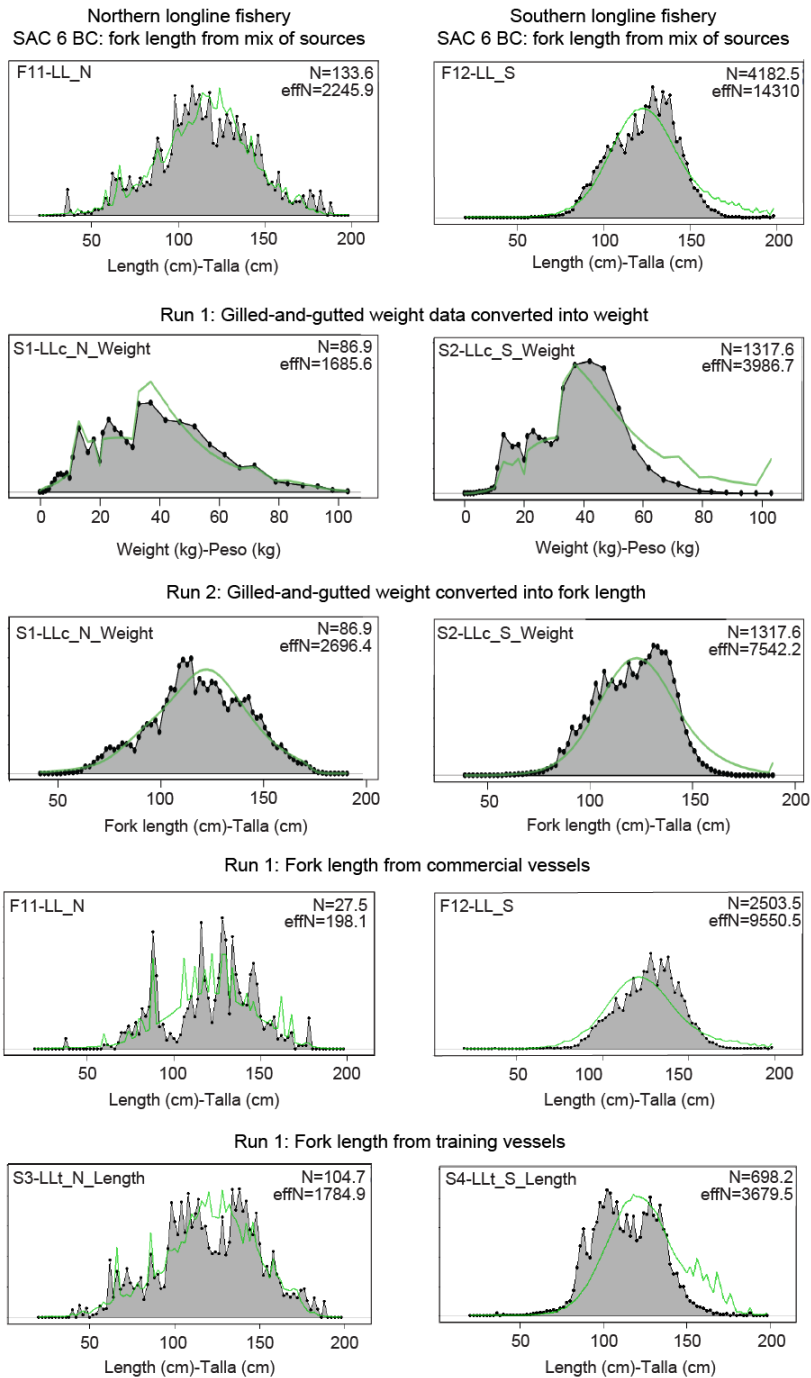 Northern longline fishery
SAC 6 BC: fork length from mix of sources
Southern longline fishery
SAC 6 BC: fork length from mix of sources
F11-LL_N
N=133.6
effN=2245.9
50 100 150 200
Length (cm)-Talla (cm)
F12-LL_S
N=4182.5
effN=14310
50 100 150 200
Length (cm)-Talla (cm)
Run 1: Gilled-and-gutted weight data converted into weight
S1-LLc_N_Weight
N=86.9
effN=1685.6
0 20 40 60 80 100
Weight (kg)-Peso (kg)
S2-LLc_S_Weight
N=1317.6
effN=3986.7
0 20 40 60 80 100
Weight (kg)-Peso (kg)
Run 2: Gilled-and-gutted weight converted into fork length
S1-LLc_N_Weight
N=86.9
effN=2696.4
50 100 150 200
Fork length (cm)-Talla (cm)
S2-LLc_S_Weight
N=1317.6
effN=7542.2
50 100 150 200
Fork length (cm)-Talla (cm)
Run 1: Fork length from commercial vessels
F11-LL_N
N=27.5
effN=198.1
50 100 150 200
Length (cm)-Talla (cm)
F12-LL_S
N=2503.5
effN=9550.5
50 100 150 200
Length (cm)-Talla (cm)
Run 1: Fork length from training vessels
S3-LLt_N_Length
N=104.7
effN=1784.9
50 100 150 200
Length (cm)-Talla (cm)
S4-LLt_S_Length
N=698.2
effN=3679.5
50 100 150 200
Length (cm)-Talla (cm)